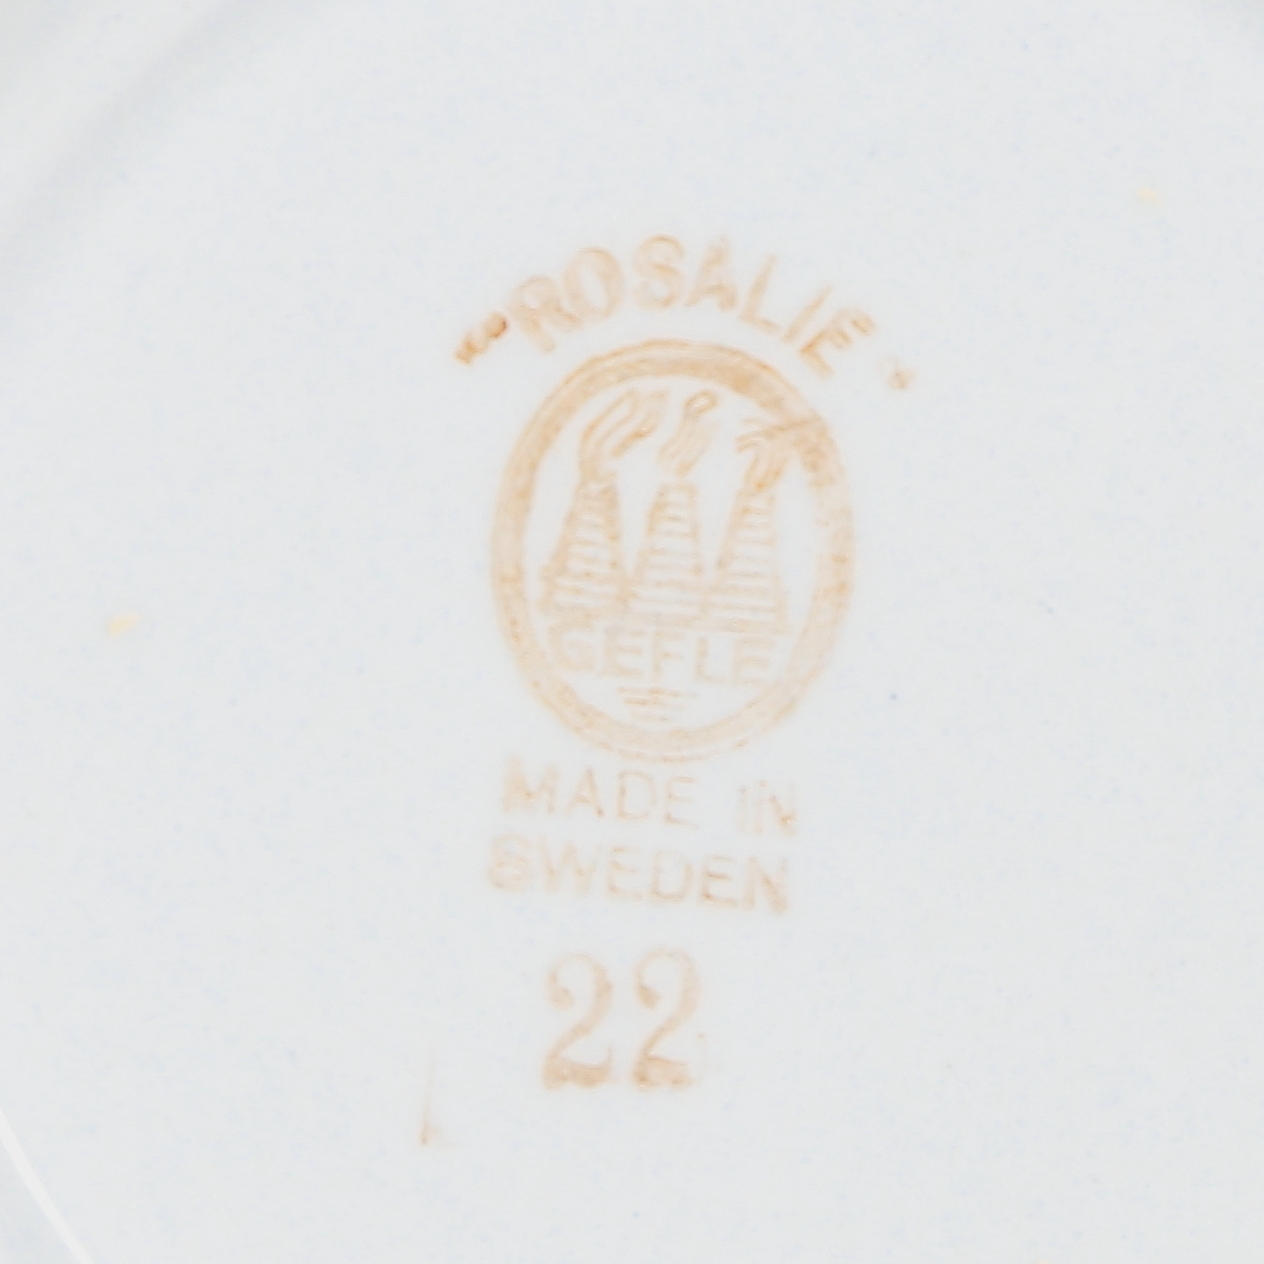 "ROSALIE"
GEFLE
MADE IN
SWEDEN
22